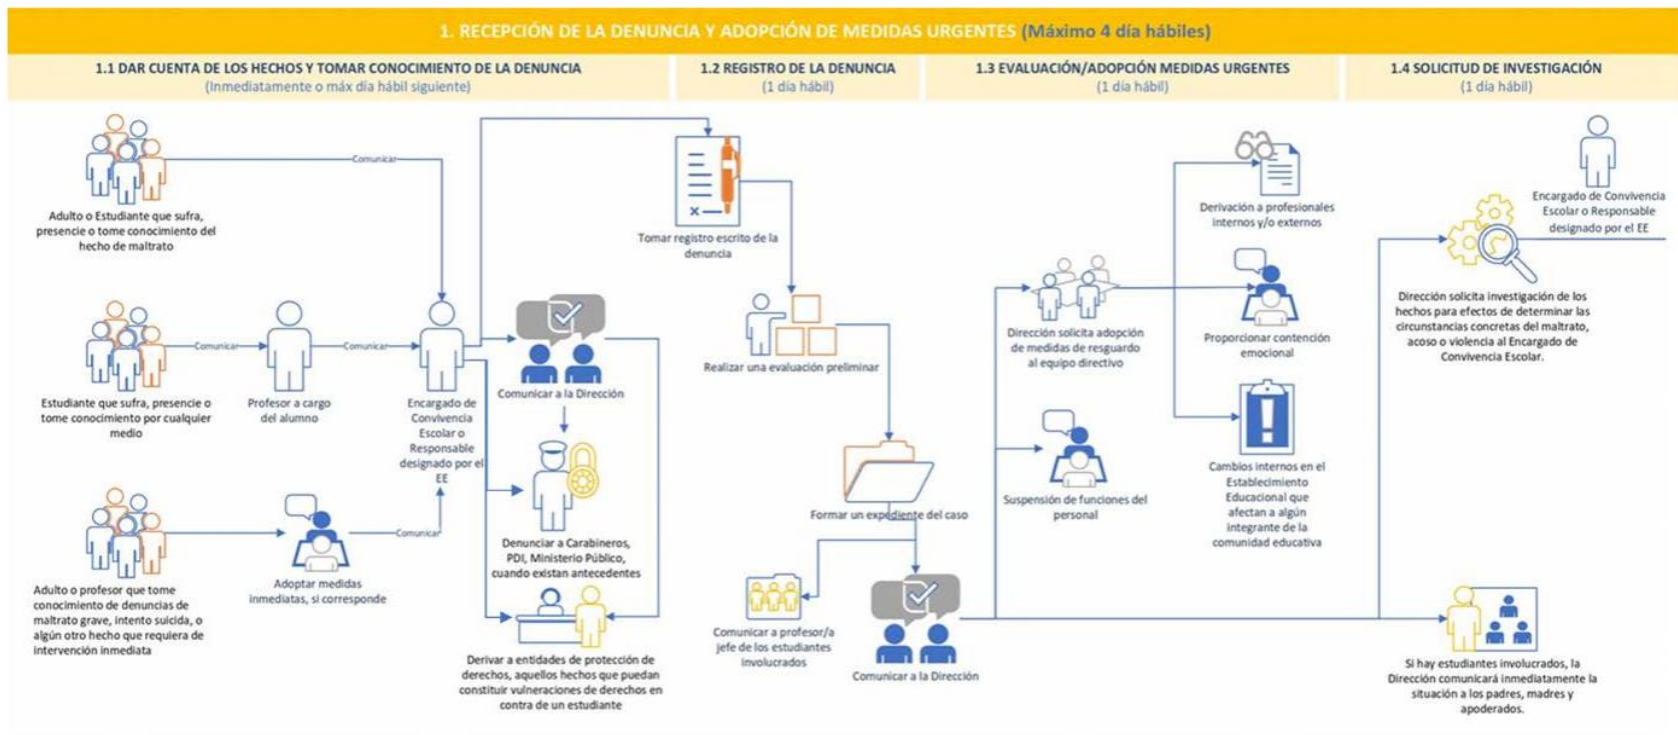 1. RECEPCIÓN DE LA DENUNCIA Y ADOPCIÓN DE MEDIDAS URGENTES (Máximo 4 día hábiles)
1.1 DAR CUENTA DE LOS HECHOS Y TOMAR CONOCIMIENTO DE LA DENUNCIA
(Inmediatamente o máx día hábil siguiente)
1.2 REGISTRO DE LA DENUNCIA
(1 día hábil)
1.3 EVALUACIÓN/ADOPCIÓN MEDIDAS URGENTES
(1 día hábil)
1.4 SOLICITUD DE INVESTIGACIÓN
(1 día hábil)
Comunicar
Adulto o Estudiante que sufra,
presencie o tome conocimiento del
hecho de maltrato
Comunicar
Comunicar
Estudiante que sufra, presencie o
tome conocimiento por cualquier
medio
Profesor a cargo
del alumno
Encargado de
Convivencia
Escolar o
Responsable
designado por el
EE
Comunicar
Adulto o profesor que tome
conocimiento de denuncias de
maltrato grave, intento suicida, o
algún otro hecho que requiera de
intervención inmediata
Adoptar medidas
inmediatas, si corresponde
Comunicar a la Dirección
Denunciar a Carabineros,
PDI, Ministerio Público,
cuando existan antecedentes
Derivar a entidades de protección de
derechos, aquellos hechos que puedan
constituir vulneraciones de derechos en
contra de un estudiante
Tomar registro escrito de la
denuncia
Realizar una evaluación preliminar
Formar un expediente del caso
Comunicar a profesor/a
jefe de los estudiantes
involucrados
Comunicar a la Dirección
Dirección solicita adopción
de medidas de resguardo
al equipo directivo
Suspensión de funciones del
personal
Derivación a profesionales
internos y/o externos
Proporcionar contención
emocional
Cambios internos en el
Establecimiento
Educacional que
afectan a algún
integrante de la
comunidad educativa
Encargado de Convivencia
Escolar o Responsable
designado por el EE
Dirección solicita investigación de los
hechos para efectos de determinar las
circunstancias concretas del maltrato,
acoso o violencia al Encargado de
Convivencia Escolar.
Si hay estudiantes involucrados, la
Dirección comunicará inmediatamente la
situación a los padres, madres y
apoderados.